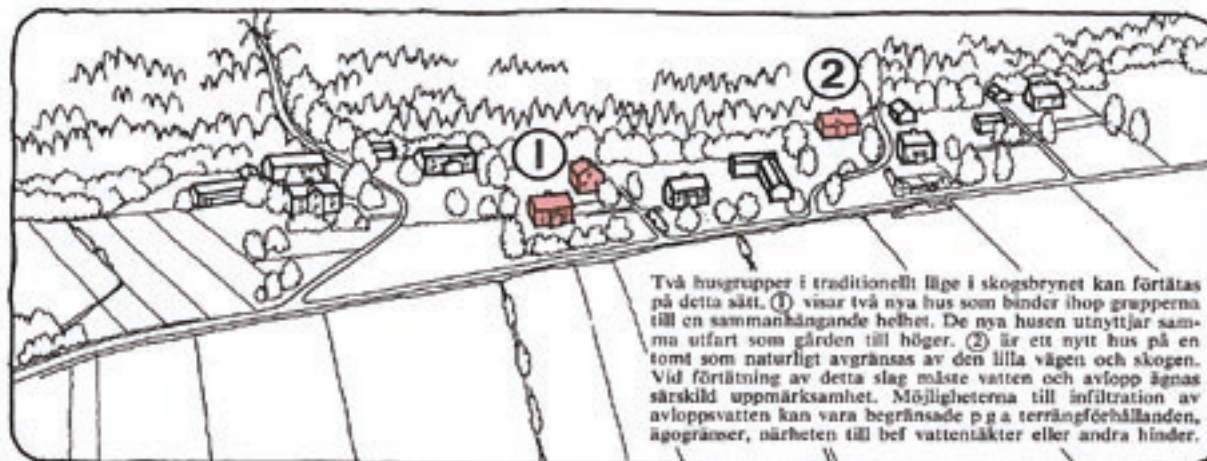 2
1
Två husgrupper i traditionellt läge i skogsbrynet kan förtätas
på detta sätt. ① visar två nya hus som binder ihop grupperna
till en sammanhängande helhet. De nya husen utnyttjar sam-
ma utfart som gården till höger. ② är ett nytt hus på en
tomt som naturligt avgränsas av den lilla vägen och skogen.
Vid förtätning av detta slag måste vatten och avlopp ägnas
särskild uppmärksamhet. Möjligheterna till infiltration av
avloppsvatten kan vara begränsade p g a terrängförhållanden,
ägogränser, närheten till bef vattentäkter eller andra hinder.